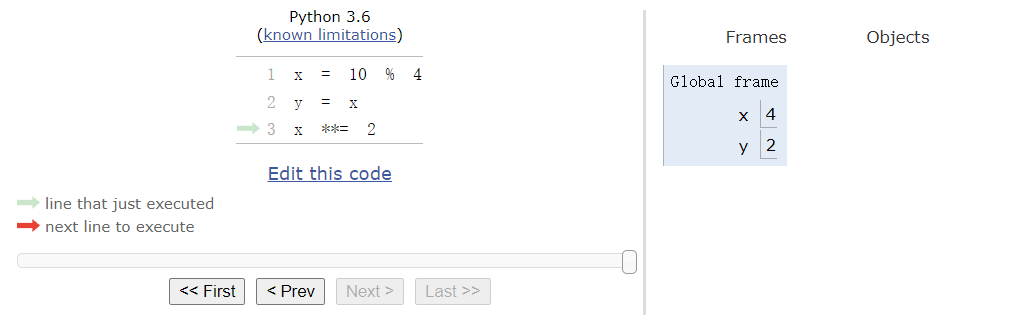 Python 3.6
(known limitations)
1 x = 10 % 4
2 y = x
3 x **= 2
Edit this code
line that just executed
next line to execute
<< First < Prev Next > Last >>
Frames Objects
Global frame
x 4
y 2